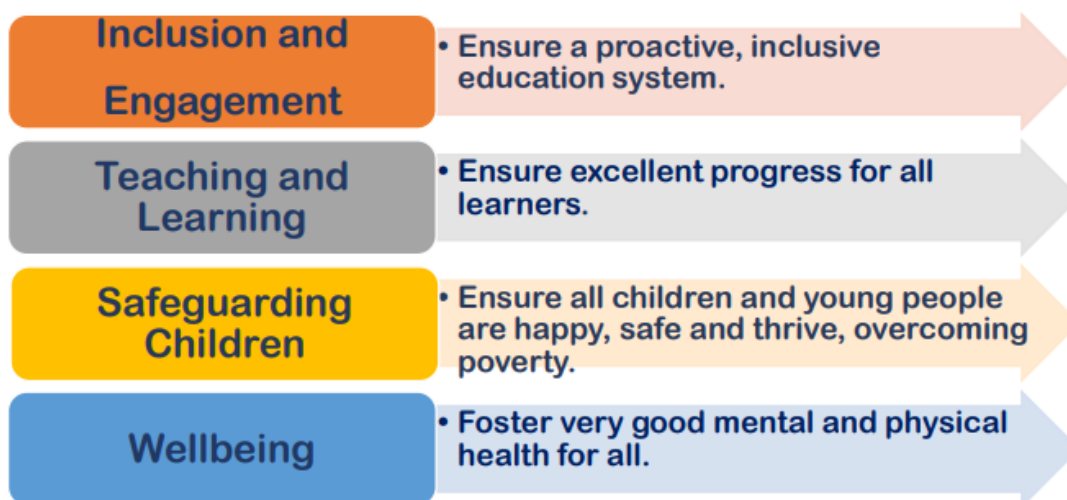 Inclusion and
Engagement
• Ensure a proactive, inclusive
education system.
Teaching and
Learning
• Ensure excellent progress for all
learners.
Safeguarding
Children
• Ensure all children and young people
are happy, safe and thrive, overcoming
poverty.
Wellbeing
• Foster very good mental and physical
health for all.